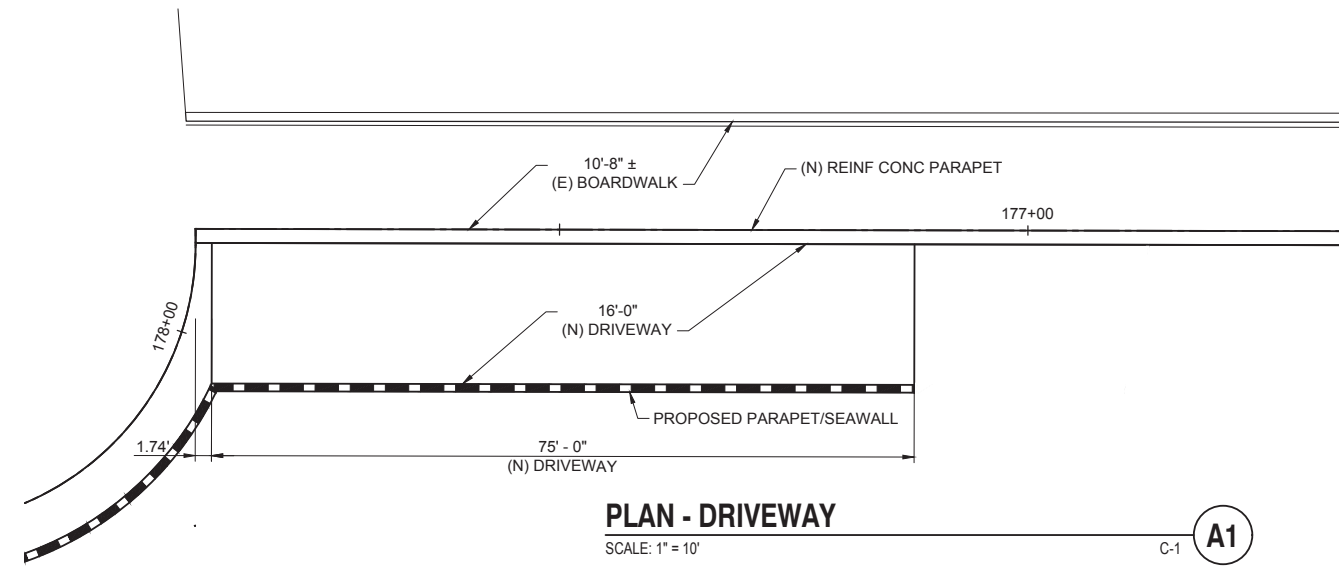 10'-8" ±
(E) BOARDWALK
(N) REINF CONC PARAPET
177+00
178+00
16'-0"
(N) DRIVEWAY
PROPOSED PARAPET/SEAWALL
1.74'
75' - 0"
(N) DRIVEWAY
PLAN - DRIVEWAY
SCALE: 1" = 10'
C-1
A1